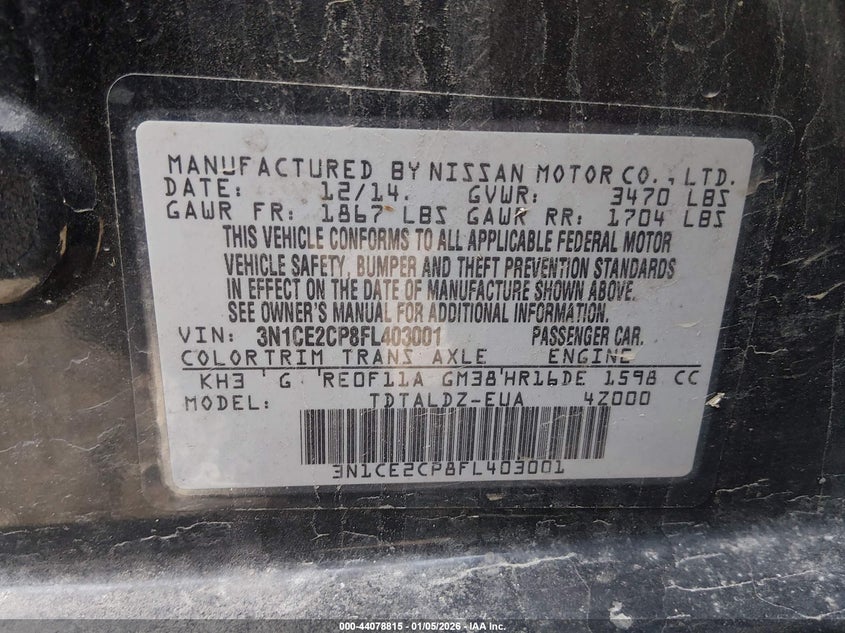 MANUFACTURED BY NISSAN MOTOR CO., LTD.
DATE: 12/14. GVWR: 3470 LBS
GAWR FR: 1867 LBS GAWR RR: 1704 LBS
THIS VEHICLE CONFORMS TO ALL APPLICABLE FEDERAL MOTOR
VEHICLE SAFETY, BUMPER AND THEFT PREVENTION STANDARDS
IN EFFECT ON THE DATE OF MANUFACTURE SHOWN ABOVE.
SEE OWNER'S MANUAL FOR ADDITIONAL INFORMATION.
VIN: 3N1CE2CP8FL403001 PASSENGER CAR.
COLORTRIM TRANS AXLE ENGINE
KH3 ' G 'RE0F11A GM38'HR16DE 1598 CC
MODEL: TDTALDZ-EUA 4Z000
3N1CE2CP8FL403001
000-44078815 - 01/05/2026 - IAA Inc.